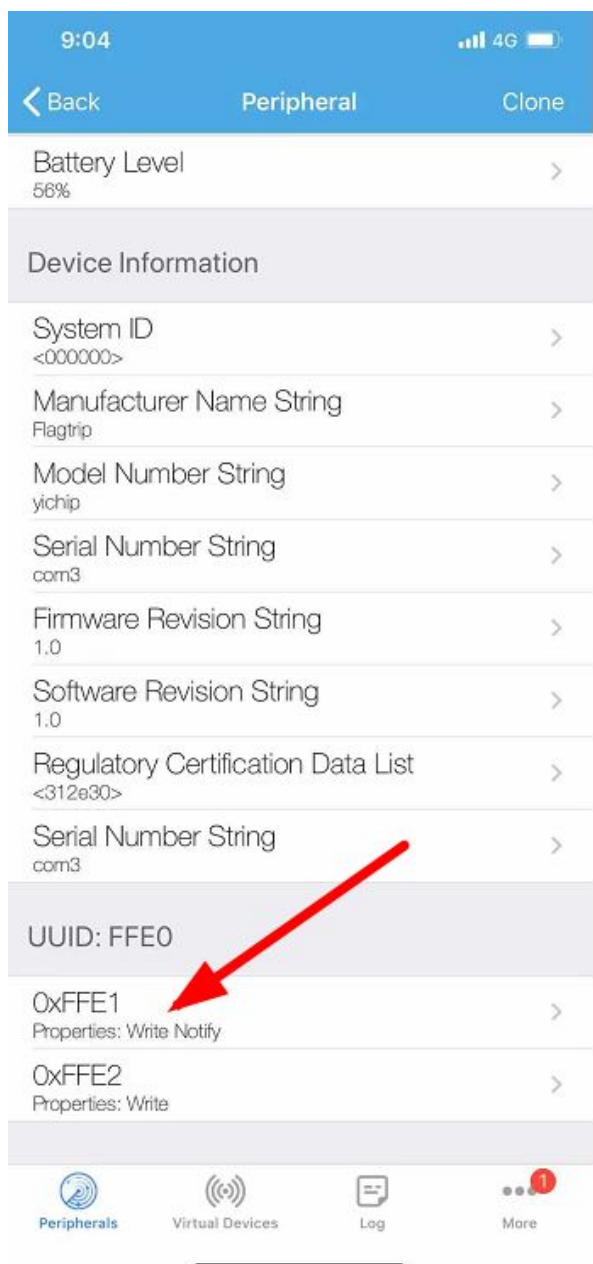 9:04
4G
Back
Peripheral
Clone
Battery Level
56%
Device Information
System ID
<000000>
Manufacturer Name String
Flagtrip
Model Number String
yichip
Serial Number String
com3
Firmware Revision String
1.0
Software Revision String
1.0
Regulatory Certification Data List
<312e30>
Serial Number String
com3
UUID: FFE0
0xFFE1
Properties: Write Notify
0xFFE2
Properties: Write
1
Peripherals
Virtual Devices
Log
More